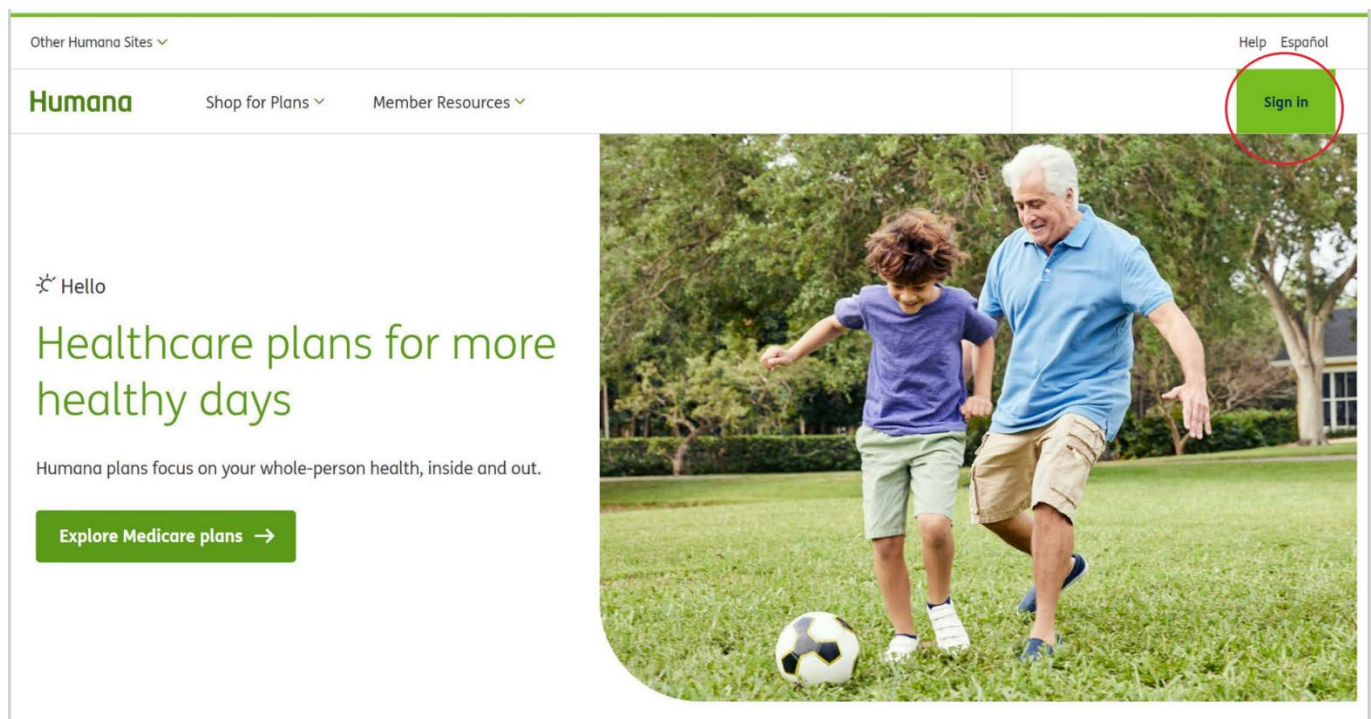 Other Humana Sites
Help Español
Humana Shop for Plans Member Resources Sign in
Hello
Healthcare plans for more
healthy days
Humana plans focus on your whole-person health, inside and out.
Explore Medicare plans →